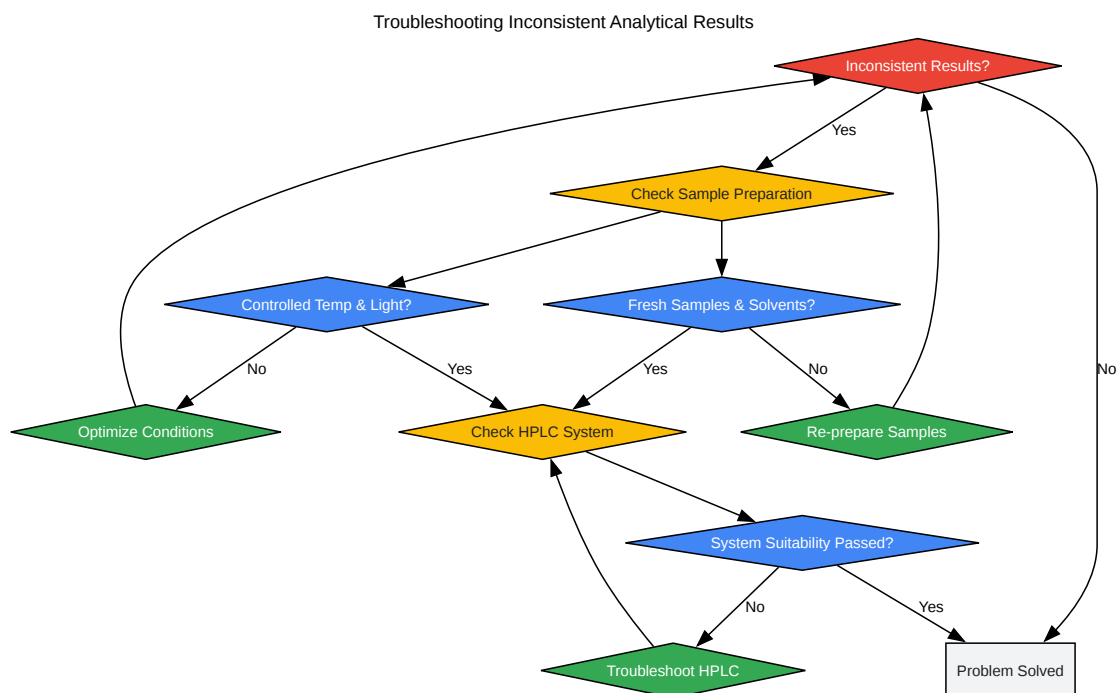 Troubleshooting Inconsistent Analytical Results
Inconsistent Results?
Yes
Check Sample Preparation
Controlled Temp & Light?
Fresh Samples & Solvents?
No
Yes
Yes
No
No
Optimize Conditions
Check HPLC System
Re-prepare Samples
System Suitability Passed?
No
Yes
Troubleshoot HPLC
Problem Solved